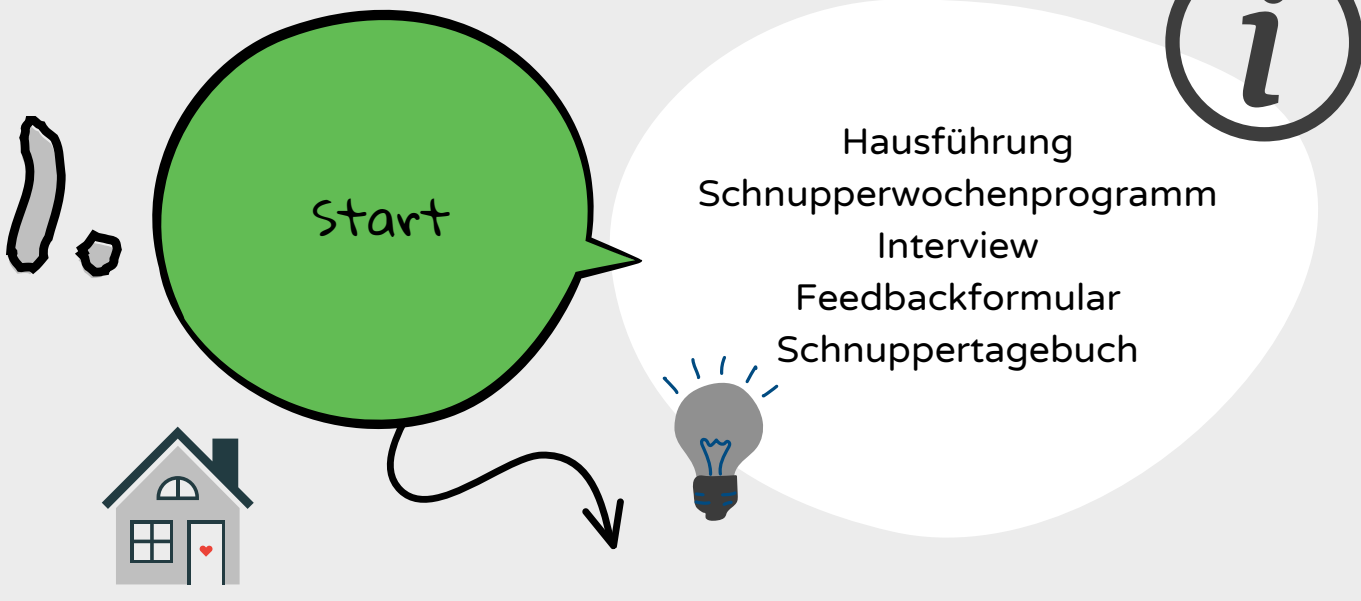 1.
start
Hausführung
Schnupperwochenprogramm
Interview
Feedbackformular
Schnuppertagebuch
i